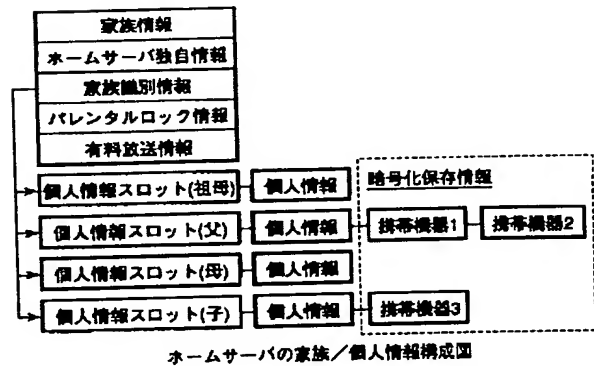 家族情報
ホームサーバ独自情報
家族識別情報
パレンタルロック情報
有料放送情報
暗号化保存情報
個人情報スロット(祖母) 個人情報
個人情報スロット(父) 個人情報 携帯機器1 携帯機器2
個人情報スロット(母) 個人情報
個人情報スロット(子) 個人情報 携帯機器3
ホームサーバの家族/個人情報構成図